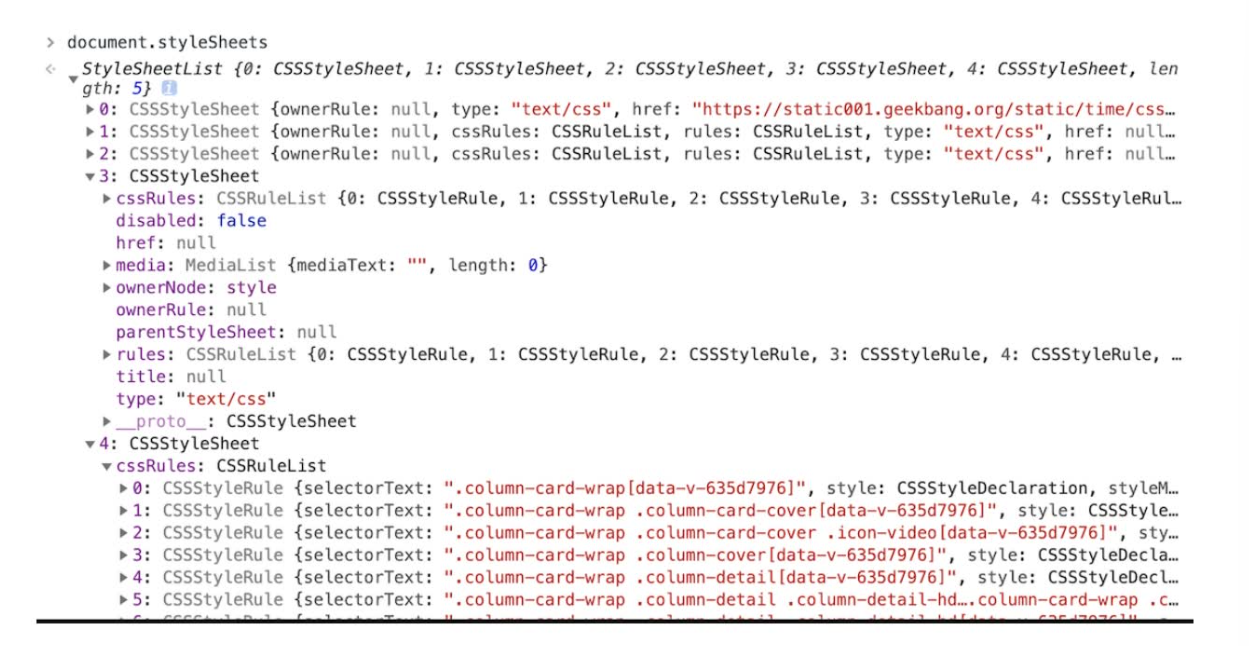 > document.styleSheets
StyleSheetList {0: CSSStyleSheet, 1: CSSStyleSheet, 2: CSSStyleSheet, 3: CSSStyleSheet, 4: CSSStyleSheet, len
gth: 5} i
▶0: CSSStyleSheet {ownerRule: null, type: "text/css", href: "https://static001.geekbang.org/static/time/css…
▶1: CSSStyleSheet {ownerRule: null, cssRules: CSSRuleList, rules: CSSRuleList, type: "text/css", href: null…
▶2: CSSStyleSheet {ownerRule: null, cssRules: CSSRuleList, rules: CSSRuleList, type: "text/css", href: null…
▼3: CSSStyleSheet
▶cssRules: CSSRuleList {0: CSSStyleRule, 1: CSSStyleRule, 2: CSSStyleRule, 3: CSSStyleRule, 4: CSSStyleRul…
disabled: false
href: null
▶media: MediaList {mediaText: "", length: 0}
▶ownerNode: style
ownerRule: null
parentStyleSheet: null
▶rules: CSSRuleList {0: CSSStyleRule, 1: CSSStyleRule, 2: CSSStyleRule, 3: CSSStyleRule, 4: CSSStyleRule, …
title: null
type: "text/css"
▶__proto__: CSSStyleSheet
▼4: CSSStyleSheet
▼cssRules: CSSRuleList
▶0: CSSStyleRule {selectorText: ".column-card-wrap[data-v-635d7976]", style: CSSStyleDeclaration, styleM…
▶1: CSSStyleRule {selectorText: ".column-card-wrap .column-card-cover[data-v-635d7976]", style: CSSStyle…
▶2: CSSStyleRule {selectorText: ".column-card-wrap .column-card-cover .icon-video[data-v-635d7976]", sty…
▶3: CSSStyleRule {selectorText: ".column-card-wrap .column-cover[data-v-635d7976]", style: CSSStyleDecla…
▶4: CSSStyleRule {selectorText: ".column-card-wrap .column-detail[data-v-635d7976]", style: CSSStyleDecl…
▶5: CSSStyleRule {selectorText: ".column-card-wrap .column-detail .column-detail-hd….column-card-wrap .c…